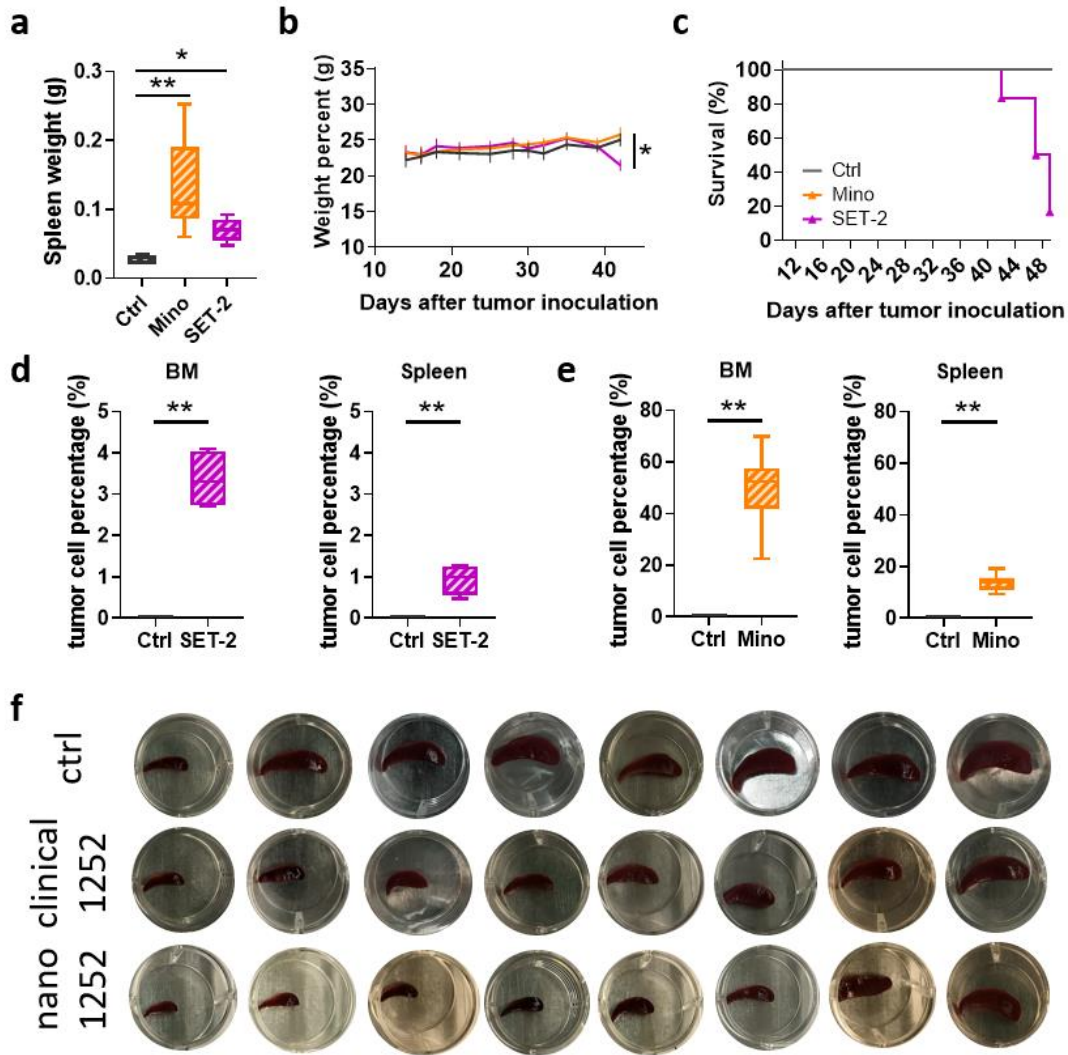 a
Spleen weight (g)
0.3
0.2
0.1
0.0
*
**
Ctrl
Mino
SET-2
b
Weight percent (g)
35
30
25
20
15
10
*
10 20 30 40
Days after tumor inoculation
c
Survival (%)
100
80
60
40
20
0
Ctrl
Mino
SET-2
12 16 20 24 28 32 36 40 44 48
Days after tumor inoculation
d
BM
tumor cell percentage (%)
5
4
3
2
1
0
**
Ctrl SET-2
Spleen
tumor cell percentage (%)
5
4
3
2
1
0
**
Ctrl SET-2
e
BM
tumor cell percentage (%)
80
60
40
20
0
**
Ctrl Mino
Spleen
tumor cell percentage (%)
80
60
40
20
0
**
Ctrl Mino
f
ctrl
clinical
1252
nano
1252